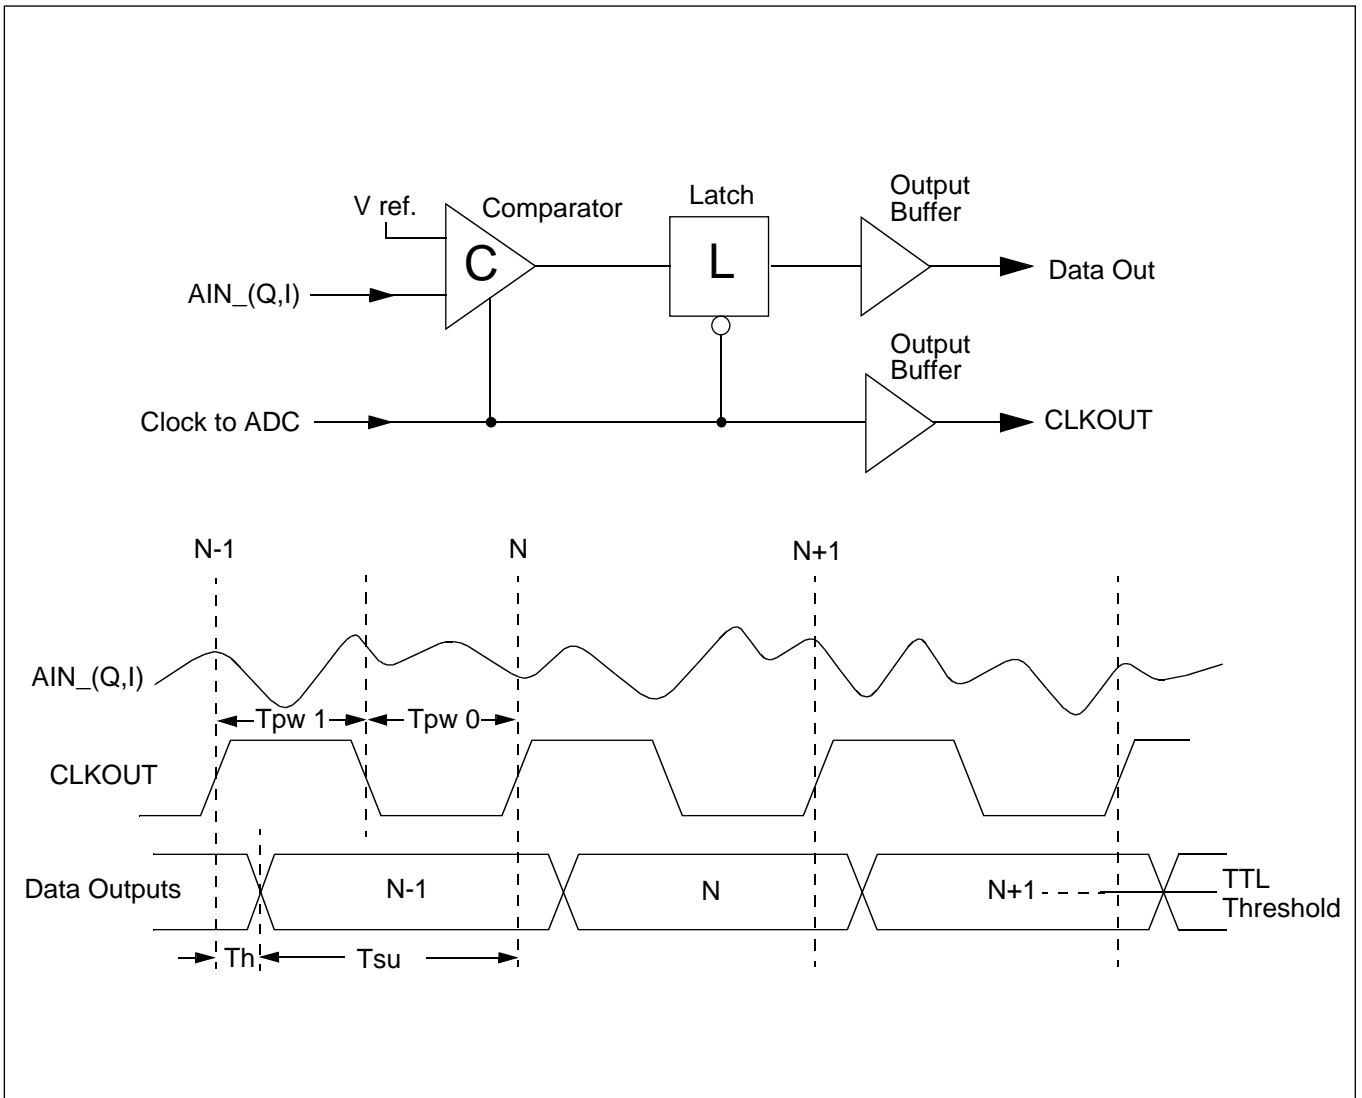 V ref.
Comparator
Latch
Output
Buffer
C
L
AIN_(Q,I)
Data Out
Output
Buffer
Clock to ADC
CLKOUT
N-1
N
N+1
AIN_(Q,I)
Tpw 1
Tpw 0
CLKOUT
Data Outputs
N-1
N
N+1
TTL
Threshold
Th
Tsu